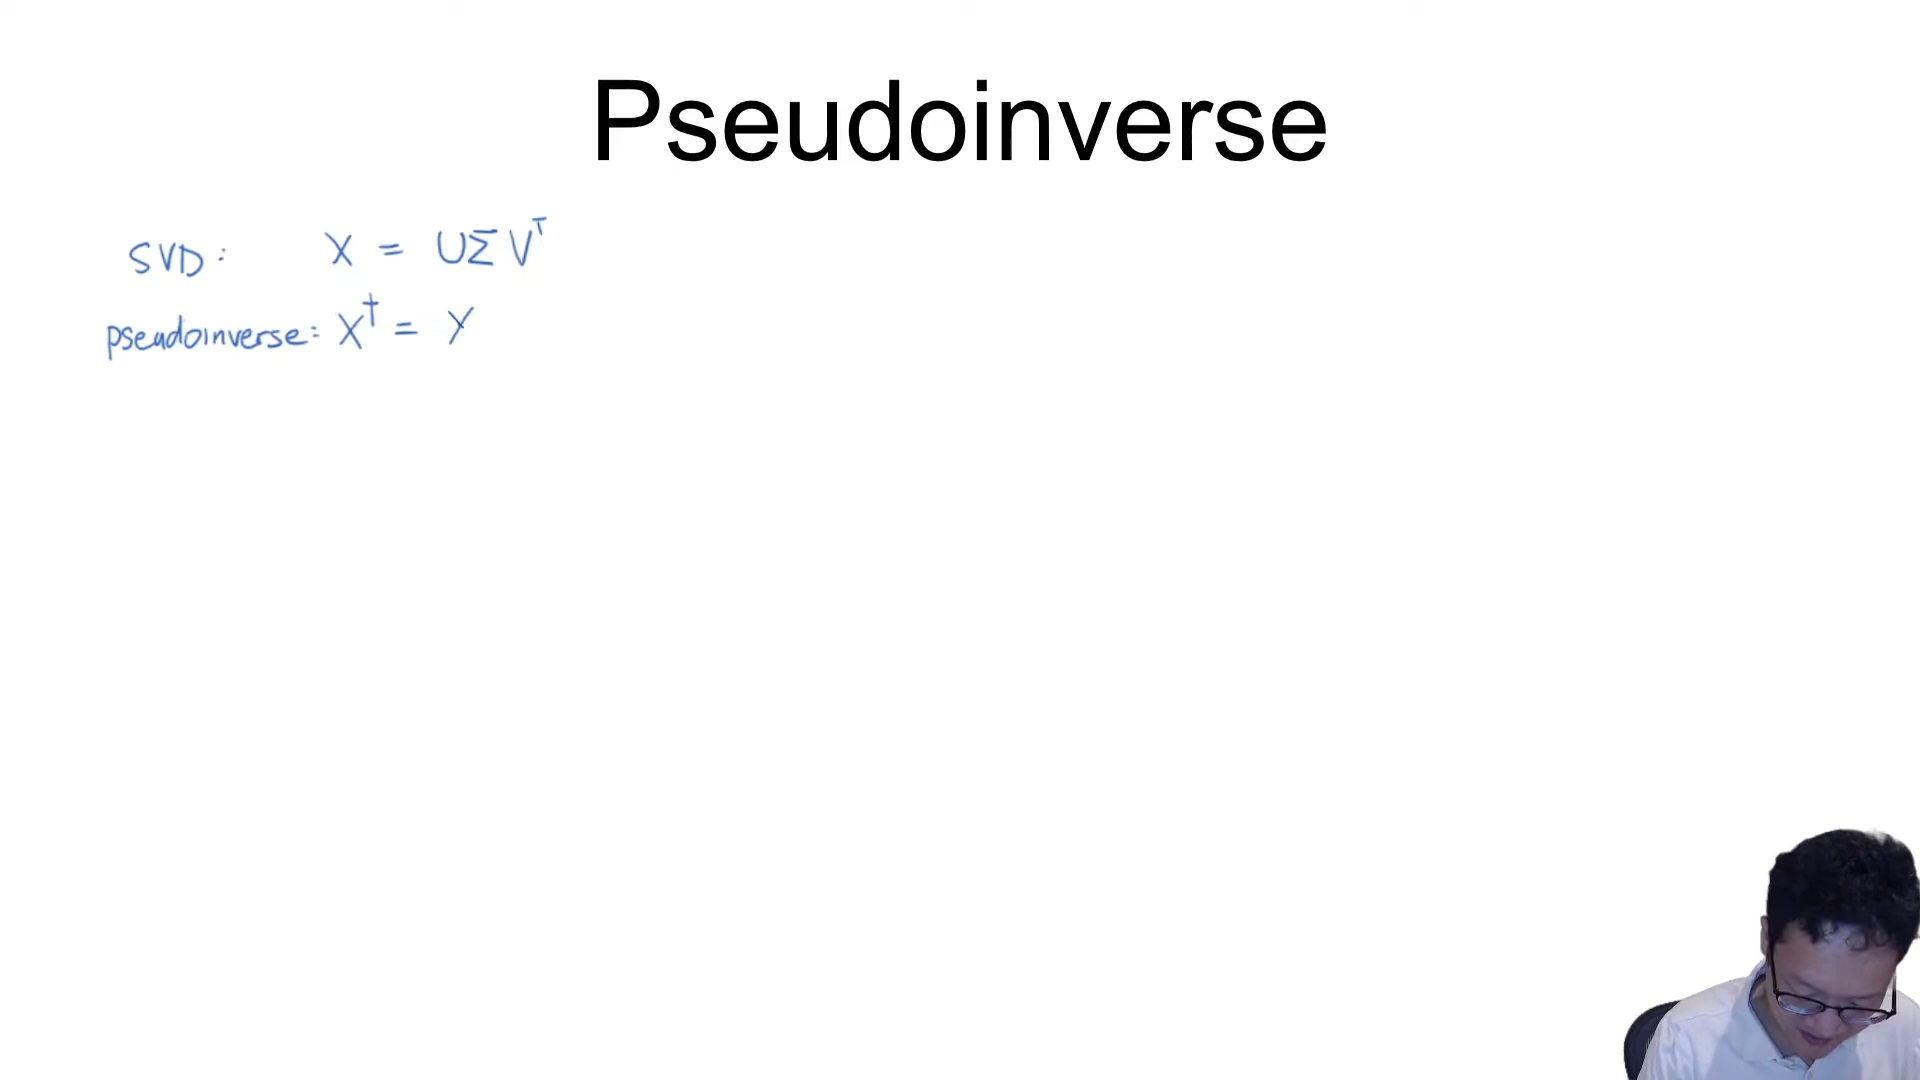 Pseudoinverse
SVD: X = UΣV^T
pseudoinverse: X^† = Y